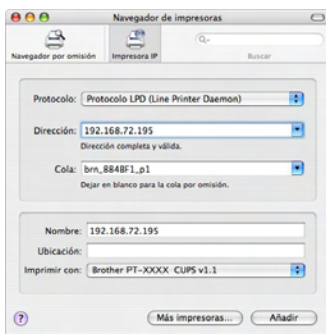 Navegador de impresoras
Navegador por omisión
Impresora IP
Buscar
Protocolo: Protocolo LPD (Line Printer Daemon)
Dirección: 192.168.72.195
Dirección completa y válida.
Cola: brn_884BF1_p1
Dejar en blanco para la cola por omisión.
Nombre: 192.168.72.195
Ubicación:
Imprimir con: Brother PT-XXXX CUPS v1.1
? Más impresoras... Añadir